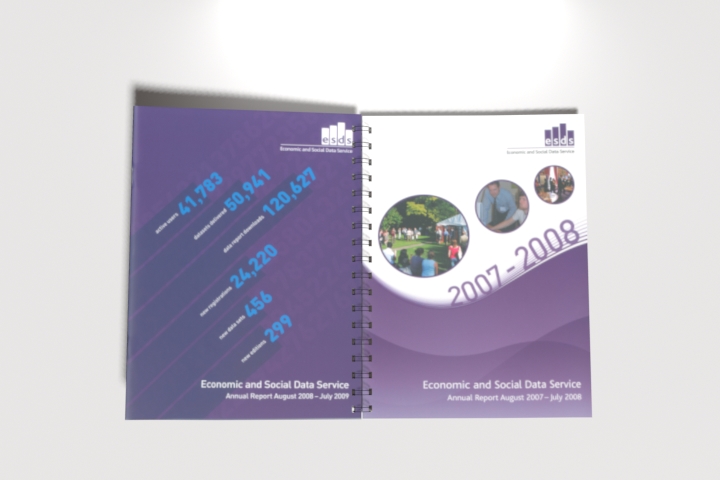 esds
Economic and Social Data Service
active users 41,783
datasets delivered 50,941
data report downloads 120,627
new registrations 24,220
new data sets 456
new editions 299
Economic and Social Data Service
Annual Report August 2008 – July 2009
esds
Economic and Social Data Service
2007-2008
Economic and Social Data Service
Annual Report August 2007 – July 2008